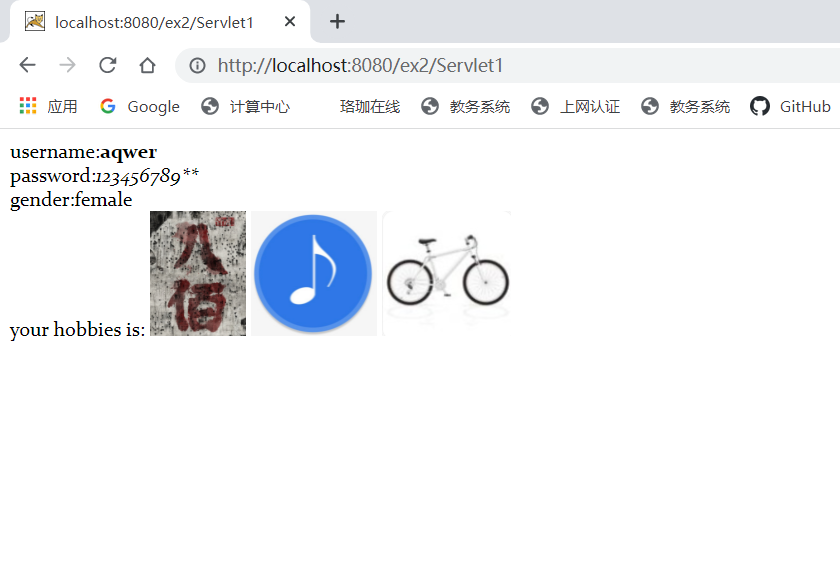 localhost:8080/ex2/Servlet1
http://localhost:8080/ex2/Servlet1
应用 Google 计算中心 珞珈在线 教务系统 上网认证 教务系统 GitHub
username:aqwer
password:123456789**
gender:female
八佰
your hobbies is: